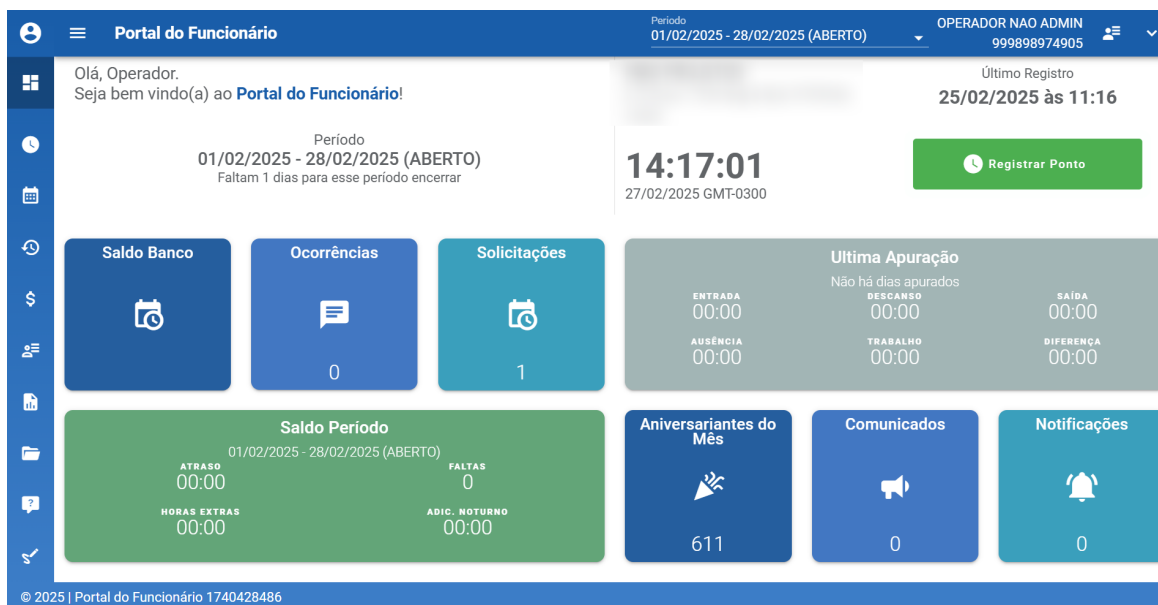 Portal do Funcionário
Periodo
01/02/2025 - 28/02/2025 (ABERTO)
OPERADOR NAO ADMIN
999898974905
Olá, Operador.
Seja bem vindo(a) ao Portal do Funcionário!
Último Registro
25/02/2025 às 11:16
Período
01/02/2025 - 28/02/2025 (ABERTO)
Faltam 1 dias para esse período encerrar
14:17:01
27/02/2025 GMT-0300
Registrar Ponto
Saldo Banco
Ocorrências
0
Solicitações
1
Ultima Apuração
Não há dias apurados
ENTRADA
00:00
DESCANSO
00:00
SAÍDA
00:00
AUSÊNCIA
00:00
TRABALHO
00:00
DIFERENÇA
00:00
Saldo Período
01/02/2025 - 28/02/2025 (ABERTO)
ATRASO
00:00
FALTAS
0
HORAS EXTRAS
00:00
ADIC. NOTURNO
00:00
Aniversariantes do
Mês
611
Comunicados
0
Notificações
0
© 2025 | Portal do Funcionário 1740428486